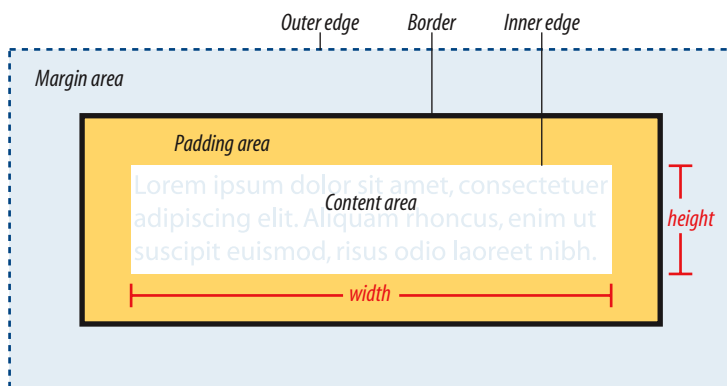 Outer edge Border Inner edge
Margin area
Padding area
Lorem ipsum dolor sit amet, consectetuer
Content area
adipiscing elit. Aliquam rhoncus, enim ut
suscipit euismod, risus odio laoreet nibh.
height
width